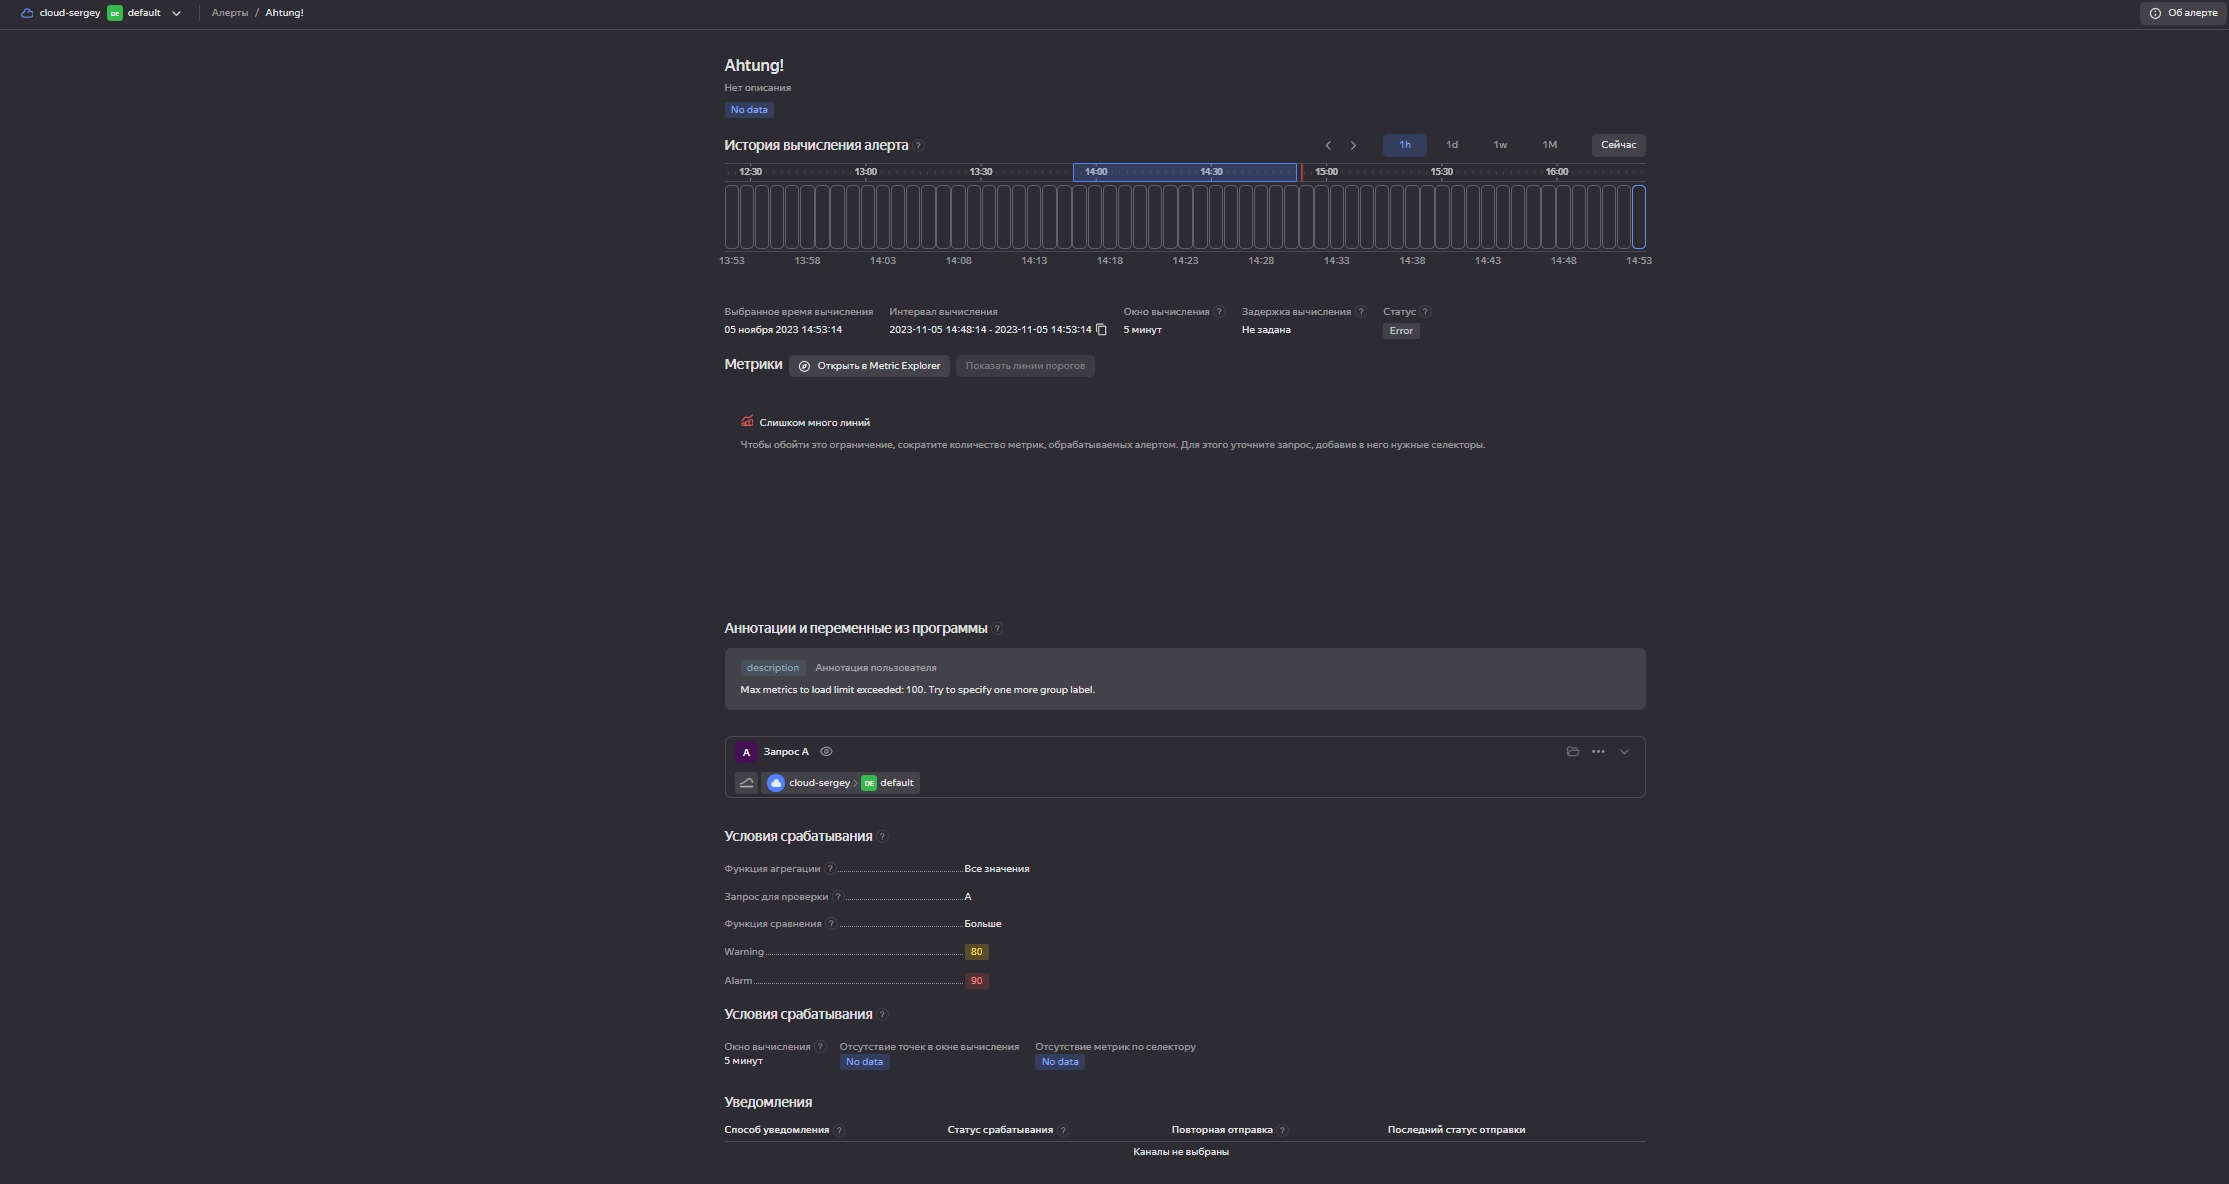 cloud-sergey DE default Алерты / Ahtung! Об алерте
Ahtung!
Нет описания
No data
История вычисления алерта ? 1h 1d 1w 1M Сейчас
12:30 13:00 13:30 14:00 14:30 15:00 15:30 16:00
13:53 13:58 14:03 14:08 14:13 14:18 14:23 14:28 14:33 14:38 14:43 14:48 14:53
Выбранное время вычисления Интервал вычисления Окно вычисления ? Задержка вычисления ? Статус ?
05 ноября 2023 14:53:14 2023-11-05 14:48:14 - 2023-11-05 14:53:14 5 минут Не задана Error
Метрики Открыть в Metric Explorer Показать линии порогов
Слишком много линий
Чтобы обойти это ограничение, сократите количество метрик, обрабатываемых алертом. Для этого уточните запрос, добавив в него нужные селекторы.
Аннотации и переменные из программы ?
description Аннотация пользователя
Max metrics to load limit exceeded: 100. Try to specify one more group label.
A Запрос A
cloud-sergey > DE default
Условия срабатывания ?
Функция агрегации ? Все значения
Запрос для проверки ? A
Функция сравнения ? Больше
Warning 80
Alarm 90
Условия срабатывания ?
Окно вычисления ? Отсутствие точек в окне вычисления Отсутствие метрик по селектору
5 минут No data No data
Уведомления
Способ уведомления ? Статус срабатывания ? Повторная отправка ? Последний статус отправки
Каналы не выбраны